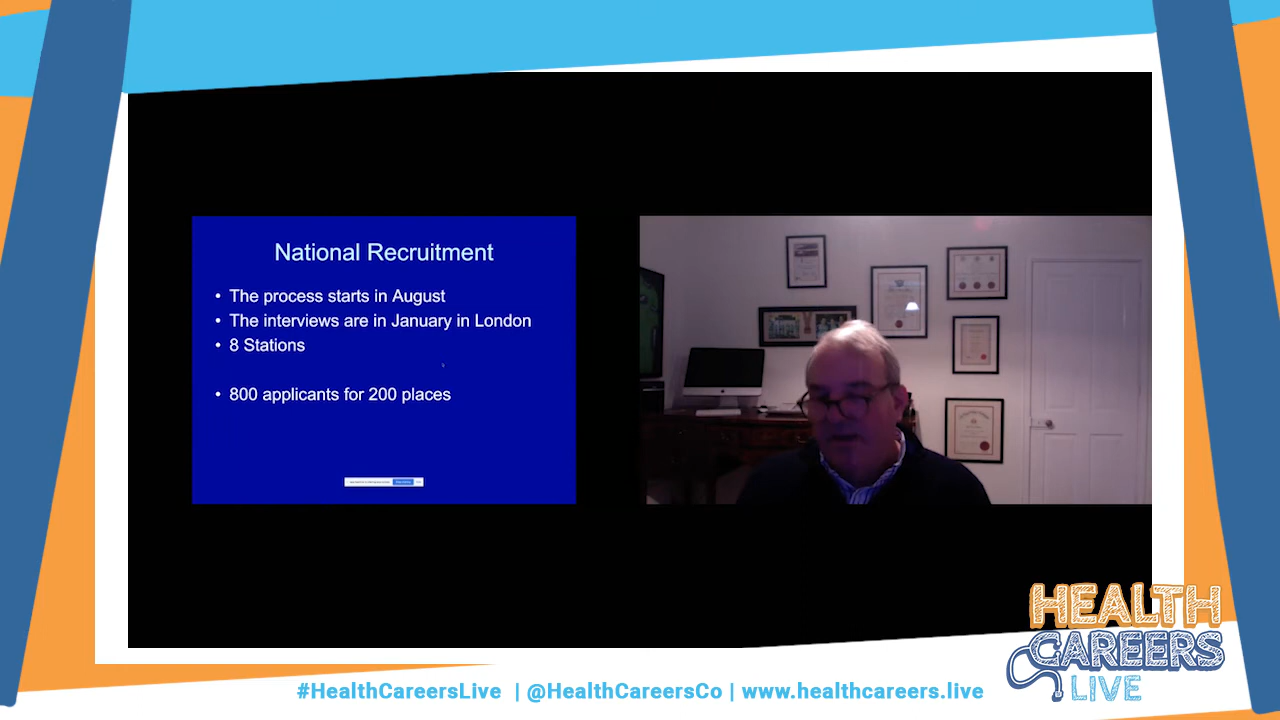 National Recruitment
• The process starts in August
• The interviews are in January in London
• 8 Stations
• 800 applicants for 200 places
HEALTH
CAREERS
LIVE
#HealthCareersLive | @HealthCareersCo | www.healthcareers.live